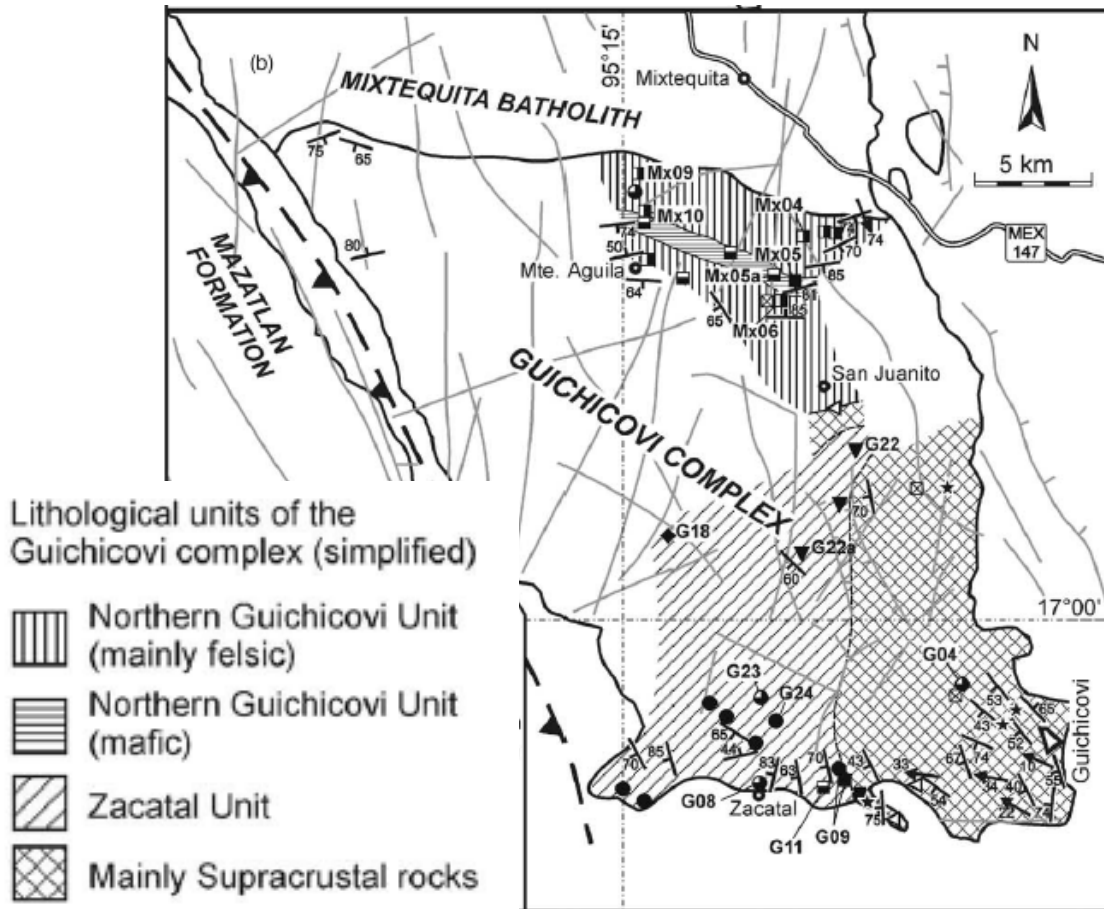 (b)
95°15'
N
MIXTEQUITA BATHOLITH
Mixtequita
5 km
MEX
147
MAZATLAN
FORMATION
75
65
80
Mx09
Mx10
Mx04
74
50
Mte. Aguila
64
Mx05
Mx05a
74
70
85
61
85
65
Mx06
San Juanito
GUICHICOVI COMPLEX
G22
70
G18
G22a
60
17°00'
G23
G24
G04
65
44
70
85
83
63
70
43
33
54
53
65
43
52
67
74
10
34
40
55
22
74
75
G08
Zacatal
G11
G09
Guichicovi
Lithological units of the
Guichicovi complex (simplified)
Northern Guichicovi Unit
(mainly felsic)
Northern Guichicovi Unit
(mafic)
Zacatal Unit
Mainly Supracrustal rocks